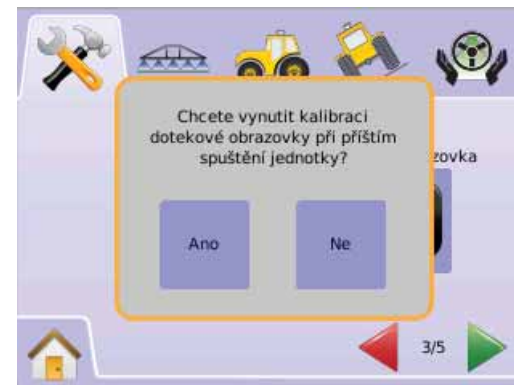 Chcete vynutit kalibraci
dotekové obrazovky při příštím
spuštění jednotky?
zovka
Ano
Ne
3/5